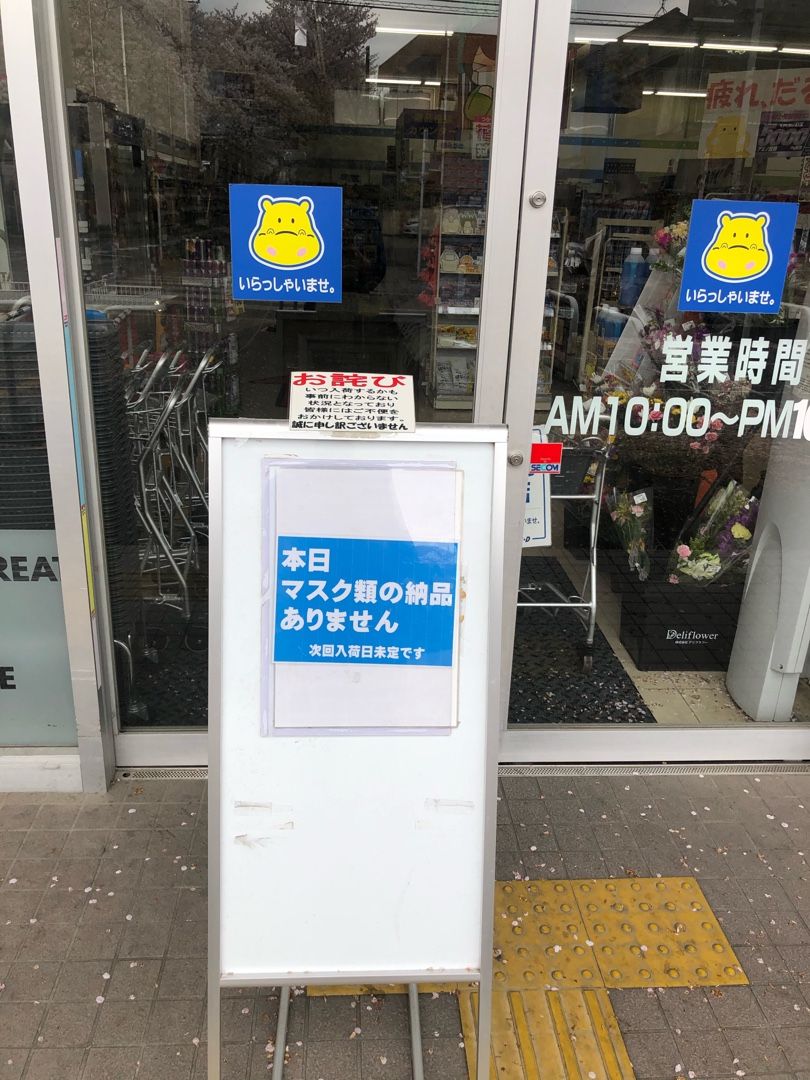 疲れ、だ
いらっしゃいませ。
いらっしゃいませ。
営業時間
AM10:00~PM10
お詫び
いつ入荷するかも
事前にわからない
状況となっており
皆様にはご不便を
おかけしております。
誠に申し訳ございません
SECOM
本日
マスク類の納品
ありません
次回入荷日未定です
REAT
E
Deliflower